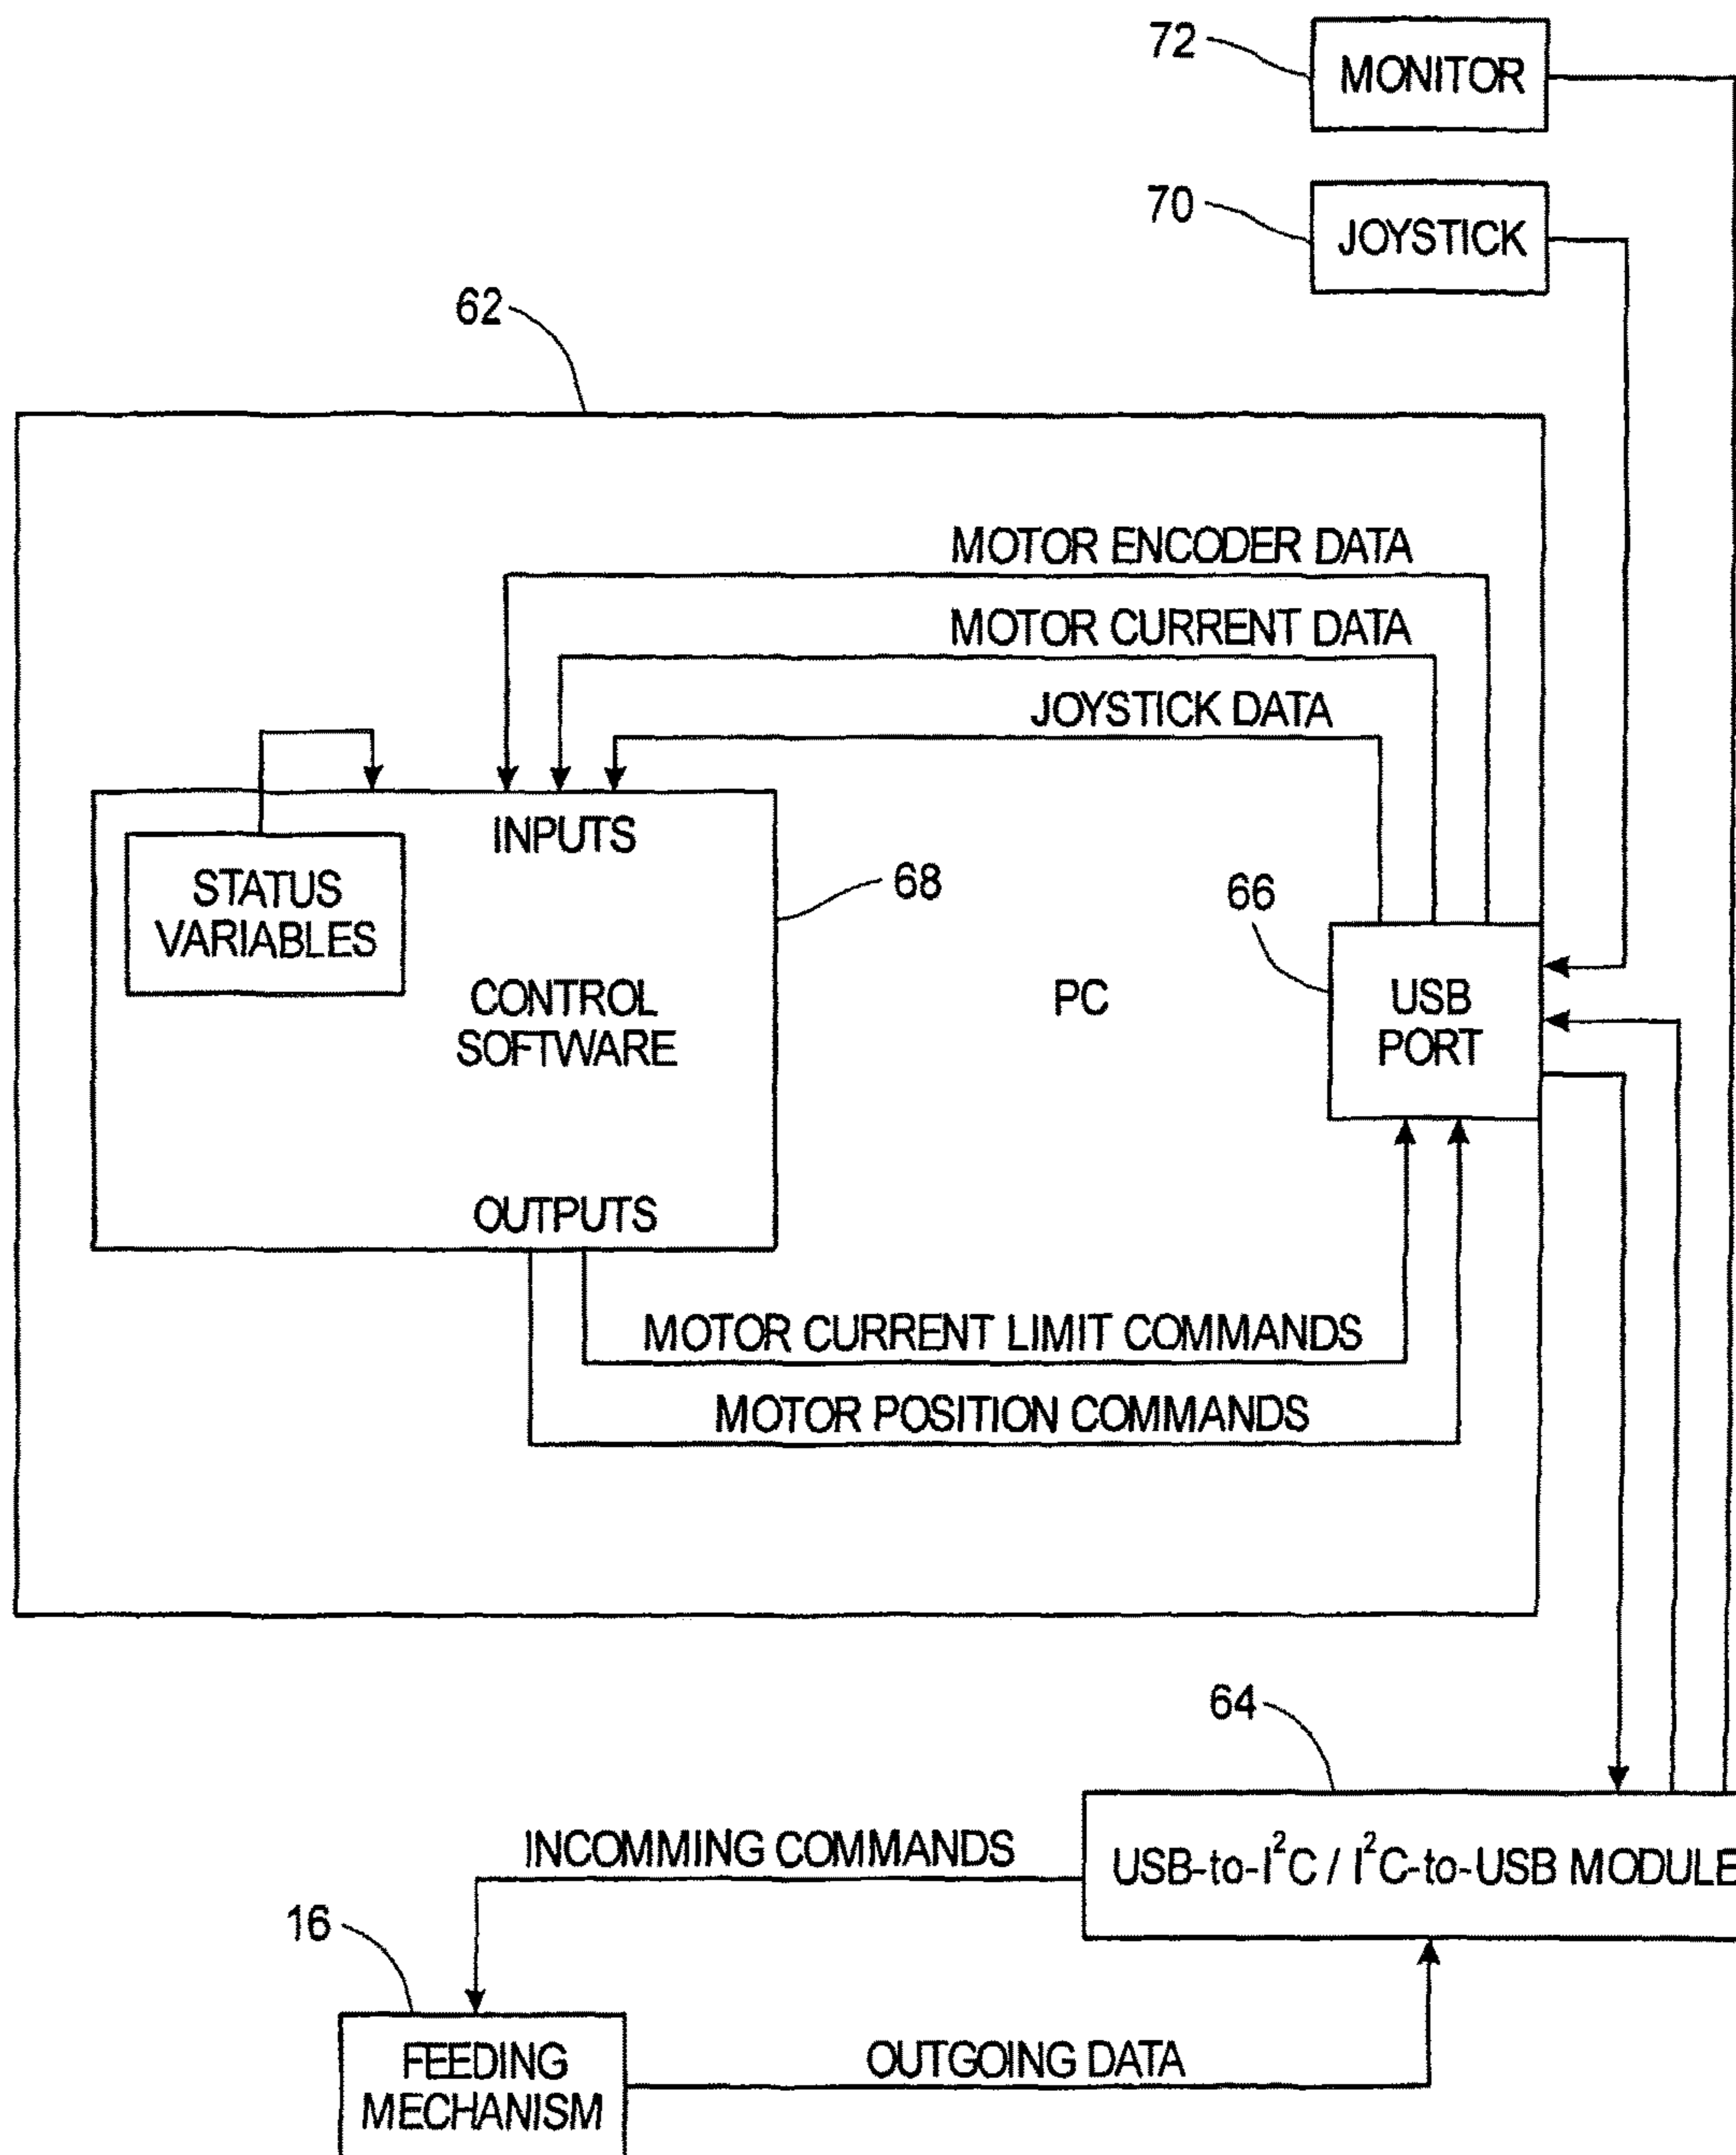 72
MONITOR
70
JOYSTICK
62
MOTOR ENCODER DATA
MOTOR CURRENT DATA
JOYSTICK DATA
INPUTS
STATUS
VARIABLES
68
66
CONTROL
SOFTWARE
PC
USB
PORT
OUTPUTS
MOTOR CURRENT LIMIT COMMANDS
MOTOR POSITION COMMANDS
64
INCOMMING COMMANDS
USB-to-I²C / I²C-to-USB MODULE
16
FEEDING
MECHANISM
OUTGOING DATA